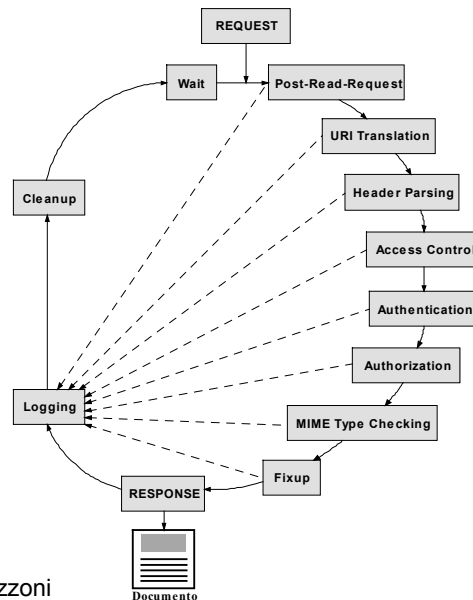 REQUEST
Wait
Post-Read-Request
URI Translation
Header Parsing
Cleanup
Access Control
Authentication
Authorization
Logging
MIME Type Checking
Fixup
RESPONSE
Documento
zzoni